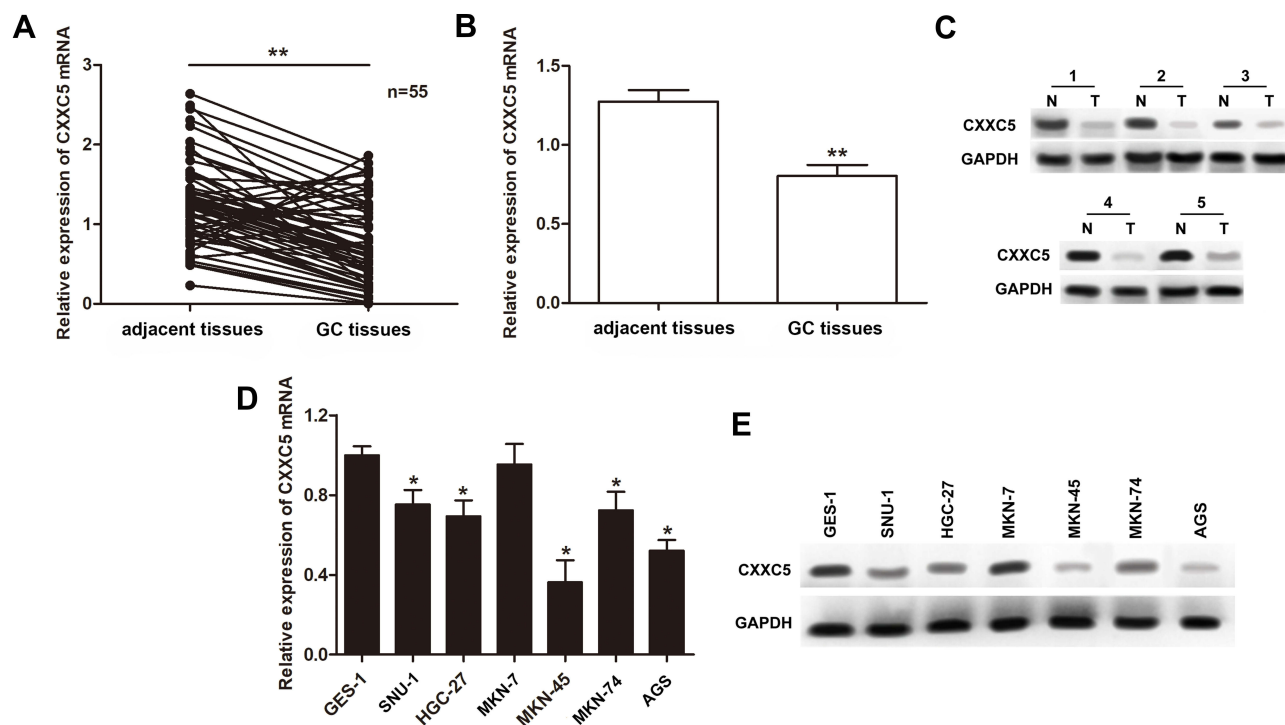 A
Relative expression of CXXC5 mRNA
3
2
1
0
**
n=55
adjacent tissues
GC tissues
B
Relative expression of CXXC5 mRNA
1.5
1.0
0.5
0.0
**
adjacent tissues
GC tissues
C
1 2 3
N T N T N T
CXXC5
GAPDH
4 5
N T N T
CXXC5
GAPDH
D
Relative expression of CXXC5 mRNA
1.2
0.8
0.4
0.0
* * * * *
GES-1
SNU-1
HGC-27
MKN-7
MKN-45
MKN-74
AGS
E
GES-1
SNU-1
HGC-27
MKN-7
MKN-45
MKN-74
AGS
CXXC5
GAPDH